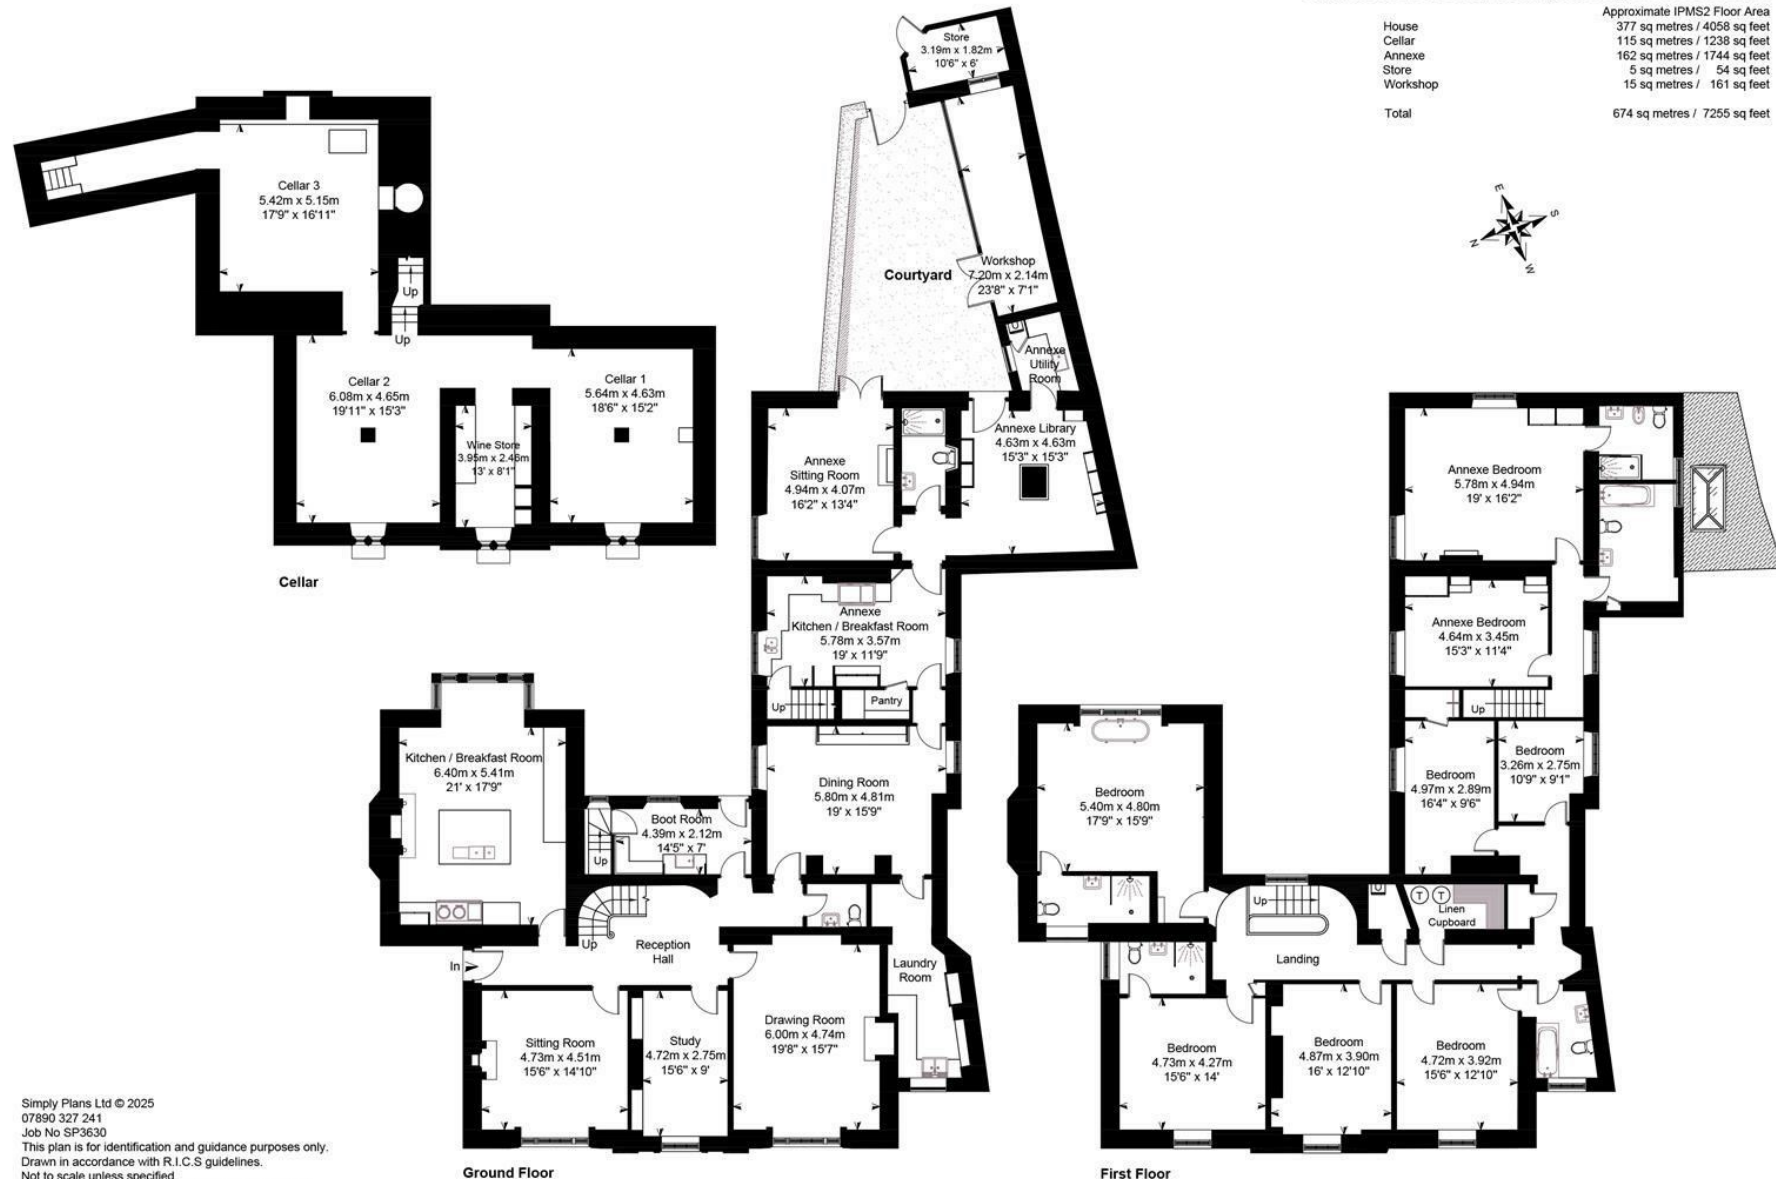 Approximate IPMS2 Floor Area
House 377 sq metres / 4058 sq feet
Cellar 115 sq metres / 1238 sq feet
Annexe 162 sq metres / 1744 sq feet
Store 5 sq metres / 54 sq feet
Workshop 15 sq metres / 161 sq feet
Total 674 sq metres / 7255 sq feet
E
S
N
W
Store
3.19m x 1.82m
10'6" x 6'
Cellar 3
5.42m x 5.15m
17'9" x 16'11"
Up
Up
Cellar 2
6.08m x 4.65m
19'11" x 15'3"
Cellar 1
5.64m x 4.63m
18'6" x 15'2"
Wine Store
3.95m x 2.46m
13' x 8'1"
Cellar
Courtyard
Workshop
7.20m x 2.14m
23'8" x 7'1"
Annexe
Utility
Room
Annexe Library
4.63m x 4.63m
15'3" x 15'3"
Annexe
Sitting Room
4.94m x 4.07m
16'2" x 13'4"
Annexe
Kitchen / Breakfast Room
5.78m x 3.57m
19' x 11'9"
Up
Pantry
Kitchen / Breakfast Room
6.40m x 5.41m
21' x 17'9"
Dining Room
5.80m x 4.81m
19' x 15'9"
Boot Room
4.39m x 2.12m
14'5" x 7'
Up
Up
Reception
Hall
In
Laundry
Room
Sitting Room
4.73m x 4.51m
15'6" x 14'10"
Study
4.72m x 2.75m
15'6" x 9'
Drawing Room
6.00m x 4.74m
19'8" x 15'7"
Ground Floor
Annexe Bedroom
5.78m x 4.94m
19' x 16'2"
Annexe Bedroom
4.64m x 3.45m
15'3" x 11'4"
Up
Bedroom
3.26m x 2.75m
10'9" x 9'1"
Bedroom
4.97m x 2.89m
16'4" x 9'6"
Bedroom
5.40m x 4.80m
17'9" x 15'9"
Up
T T
Linen
Cupboard
Landing
Bedroom
4.73m x 4.27m
15'6" x 14'
Bedroom
4.87m x 3.90m
16' x 12'10"
Bedroom
4.72m x 3.92m
15'6" x 12'10"
First Floor
Simply Plans Ltd © 2025
07890 327 241
Job No SP3630
This plan is for identification and guidance purposes only.
Drawn in accordance with R.I.C.S guidelines.
Not to scale unless specified